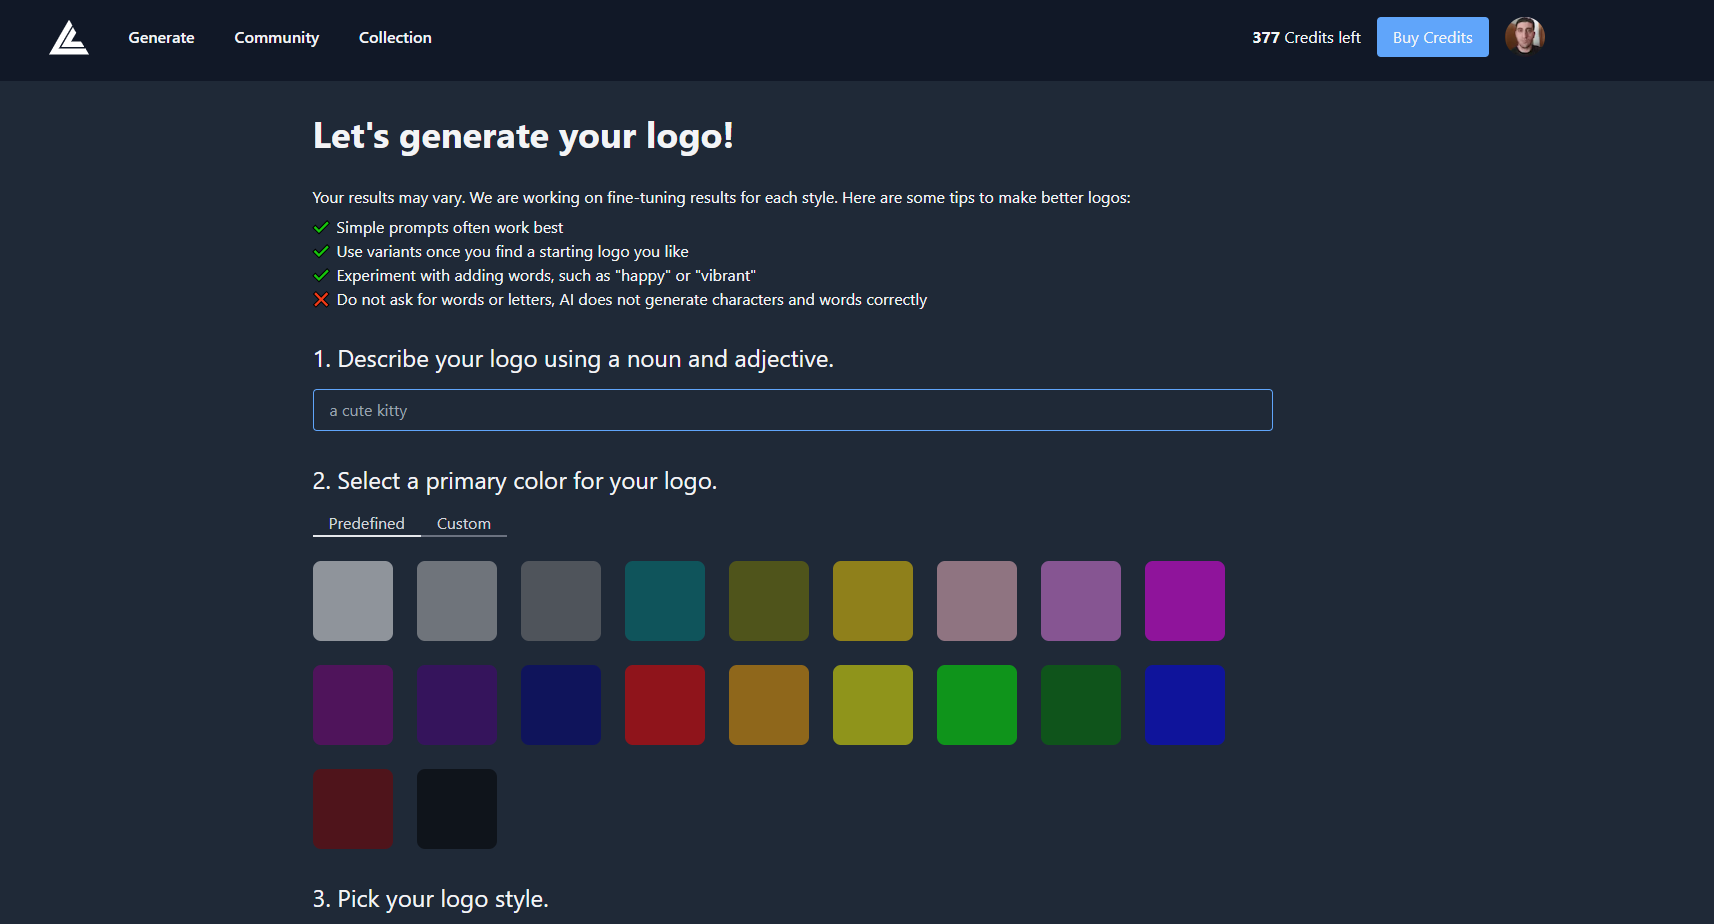 Generate Community Collection 377 Credits left Buy Credits
Let's generate your logo!
Your results may vary. We are working on fine-tuning results for each style. Here are some tips to make better logos:
Simple prompts often work best
Use variants once you find a starting logo you like
Experiment with adding words, such as "happy" or "vibrant"
Do not ask for words or letters, AI does not generate characters and words correctly
1. Describe your logo using a noun and adjective.
a cute kitty
2. Select a primary color for your logo.
Predefined Custom
3. Pick your logo style.